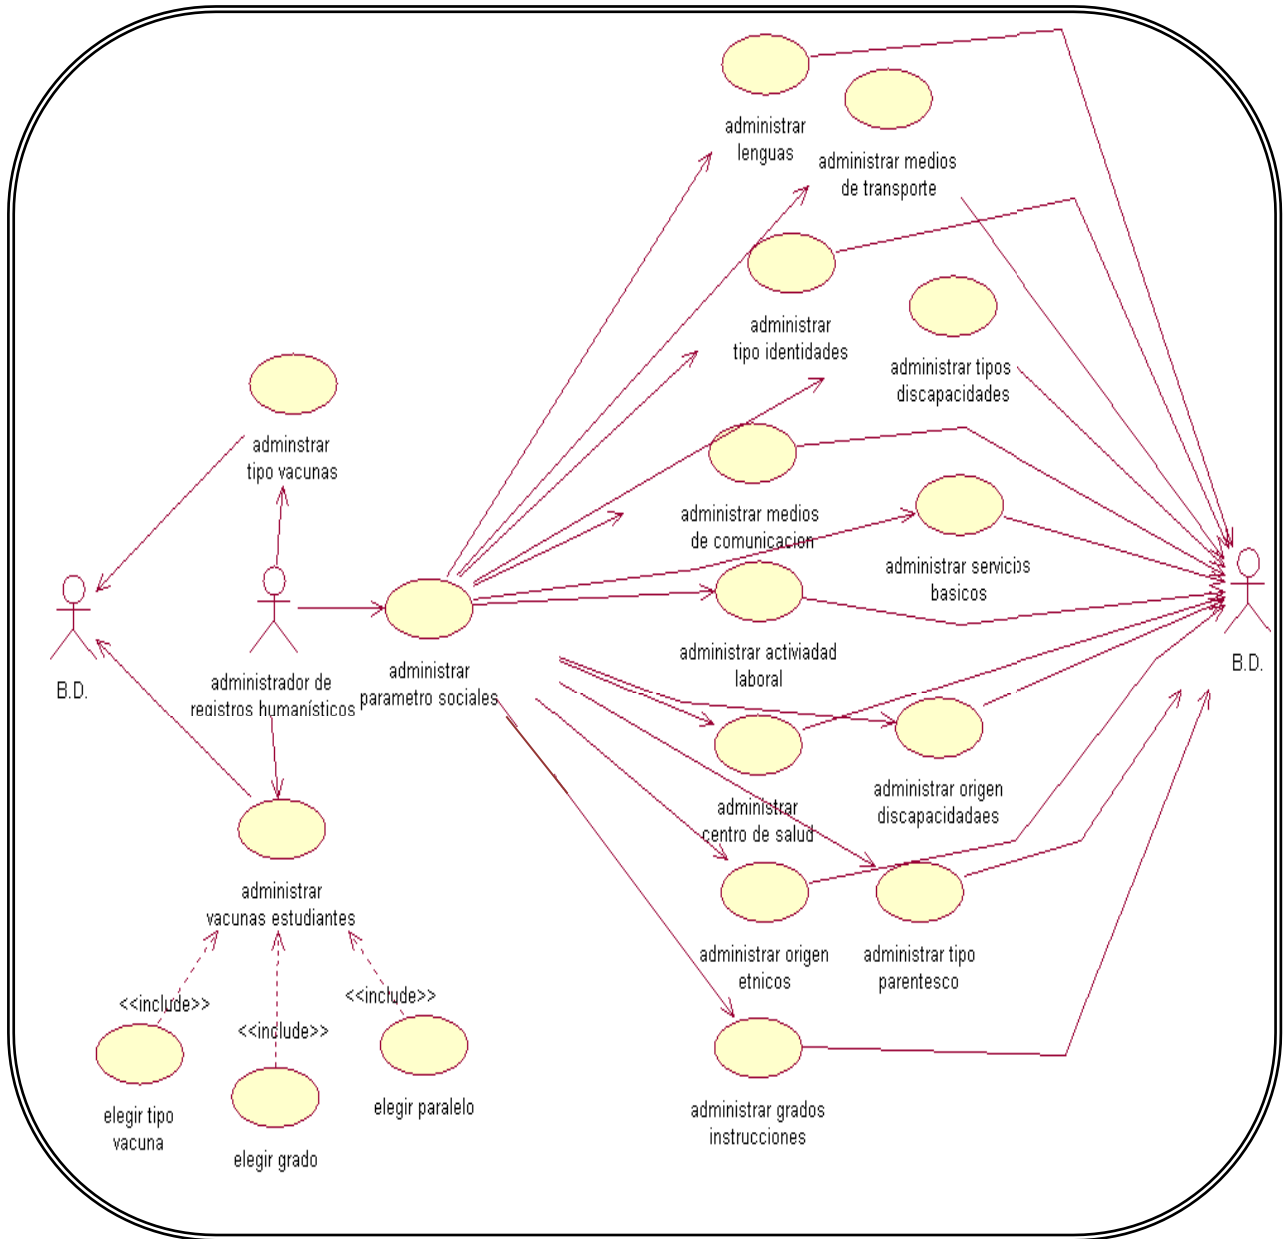 administrar
lenguas
administrar medios
de transporte
administrar
tipo identidades
administrar tipos
discapacidades
adminstrar
tipo vacunas
administrar medios
de comunicacion
administrar servicios
basicos
B.D.
administrador de
registros humanísticos
administrar
parametro sociales
administrar activiadad
laboral
B.D.
administrar
centro de salud
administrar origen
discapacidadaes
administrar
vacunas estudiantes
administrar origen
etnicos
administrar tipo
parentesco
<<include>>
<<include>>
<<include>>
elegir tipo
vacuna
elegir grado
elegir paralelo
administrar grados
instrucciones